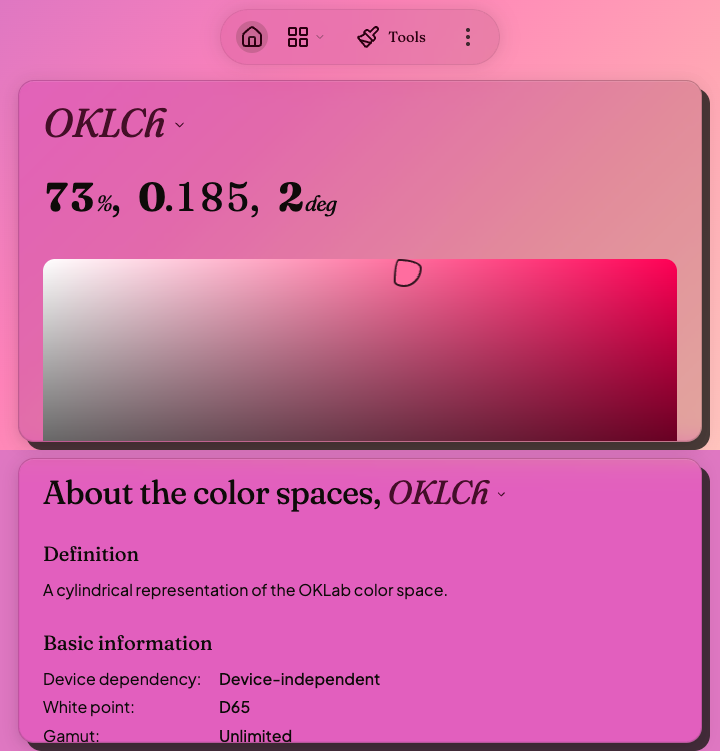 Tools
OKLCh
73%, 0.185, 2deg
About the color spaces, OKLCh
Definition
A cylindrical representation of the OKLab color space.
Basic information
Device dependency: Device-independent
White point: D65
Gamut: Unlimited